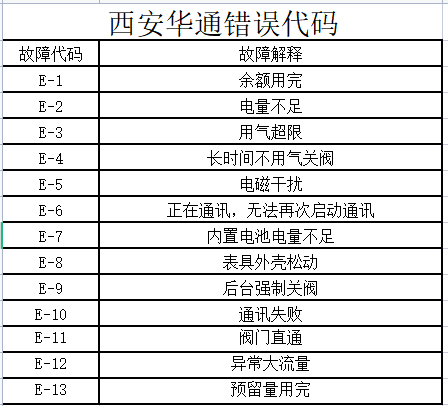 西安华通错误代码
故障代码 故障解释
E-1 余额用完
E-2 电量不足
E-3 用气超限
E-4 长时间不用气关阀
E-5 电磁干扰
E-6 正在通讯，无法再次启动通讯
E-7 内置电池电量不足
E-8 表具外壳松动
E-9 后台强制关阀
E-10 通讯失败
E-11 阀门直通
E-12 异常大流量
E-13 预留量用完